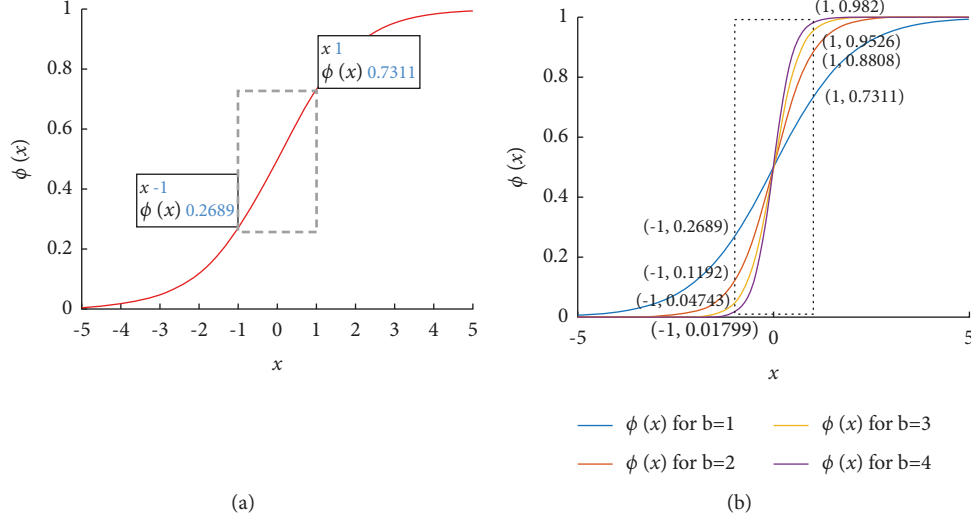 1
0.8
0.6
0.4
0.2
0
ϕ (x)
x 1
ϕ (x) 0.7311
x -1
ϕ (x) 0.2689
-5 -4 -3 -2 -1 0 1 2 3 4 5
x
(a)
1
0.8
0.6
0.4
0.2
0
ϕ (x)
(1, 0.982)
(1, 0.9526)
(1, 0.8808)
(1, 0.7311)
(-1, 0.2689)
(-1, 0.1192)
(-1, 0.04743)
(-1, 0.01799)
-5 0 5
x
ϕ (x) for b=1
ϕ (x) for b=3
ϕ (x) for b=2
ϕ (x) for b=4
(b)